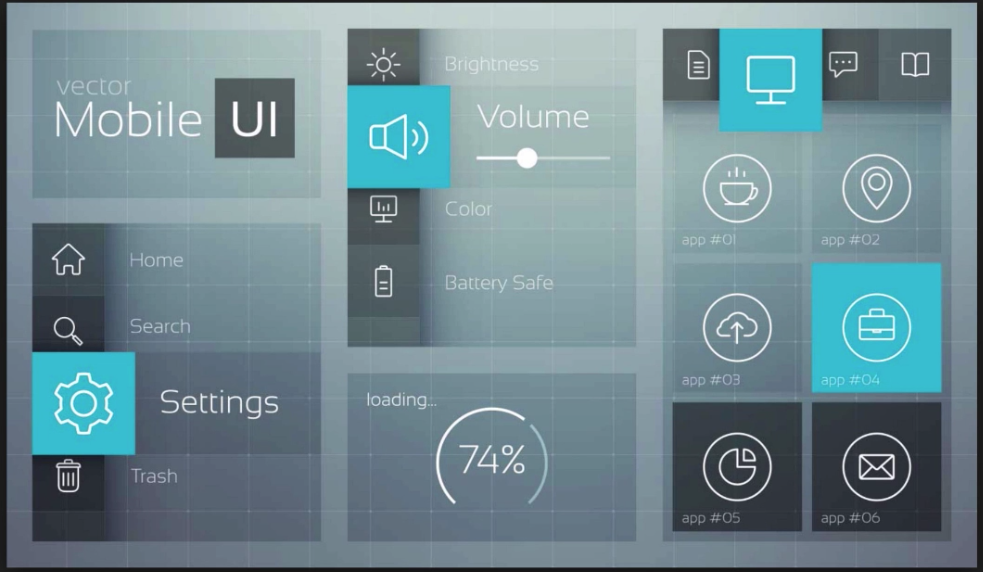 vector
Mobile UI
Home
Search
Settings
Trash
Brightness
Volume
Color
Battery Safe
loading...
74%
app #01
app #02
app #03
app #04
app #05
app #06